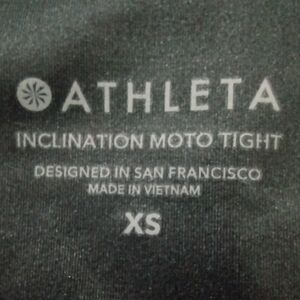 ATHLETA
INCLINATION MOTO TIGHT
DESIGNED IN SAN FRANCISCO
MADE IN VIETNAM
XS